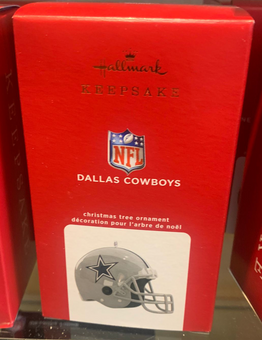 Hallmark
KEEPSAKE
NFL
DALLAS COWBOYS
christmas tree ornament
décoration pour l'arbre de noël